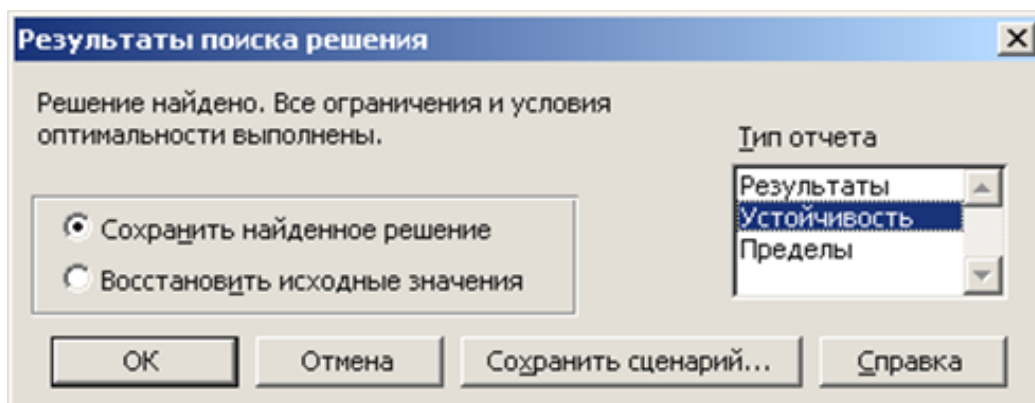 Результаты поиска решения
Решение найдено. Все ограничения и условия
оптимальности выполнены.
Тип отчета
Результаты
Устойчивость
Пределы
Сохранить найденное решение
Восстановить исходные значения
ОК
Отмена
Сохранить сценарий...
Справка